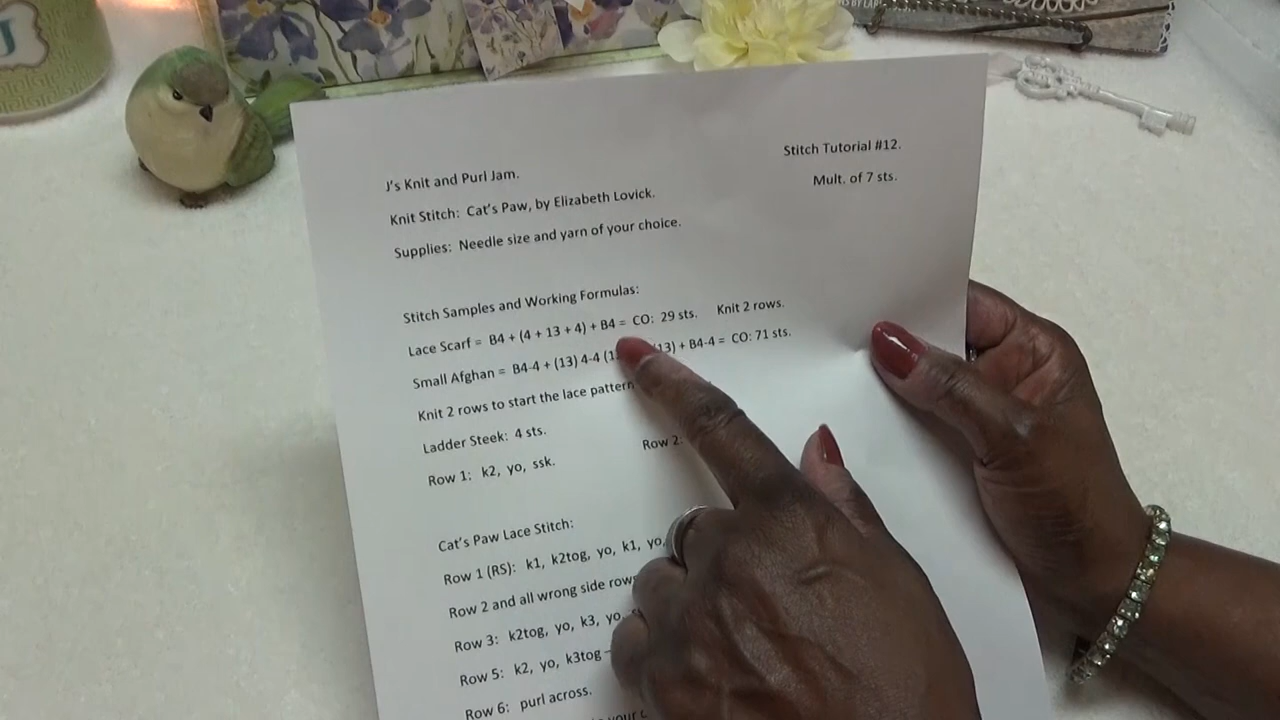 J
S BY LAR
Stitch Tutorial #12.
J's Knit and Purl Jam.
Mult. of 7 sts.
Knit Stitch: Cat's Paw, by Elizabeth Lovick.
Supplies: Needle size and yarn of your choice.
Stitch Samples and Working Formulas:
Lace Scarf = B4 + (4 + 13 + 4) + B4 = CO: 29 sts. Knit 2 rows.
Small Afghan = B4-4 + (13) 4-4 (13) + B4-4 = CO: 71 sts.
Knit 2 rows to start the lace pattern
Ladder Steek: 4 sts.
Row 1: k2, yo, ssk. Row 2:
Cat's Paw Lace Stitch:
Row 1 (RS): k1, k2tog, yo, k1, yo,
Row 2 and all wrong side rows
Row 3: k2tog, yo, k3, yo,
Row 5: k2, yo, k3tog
Row 6: purl across.
your